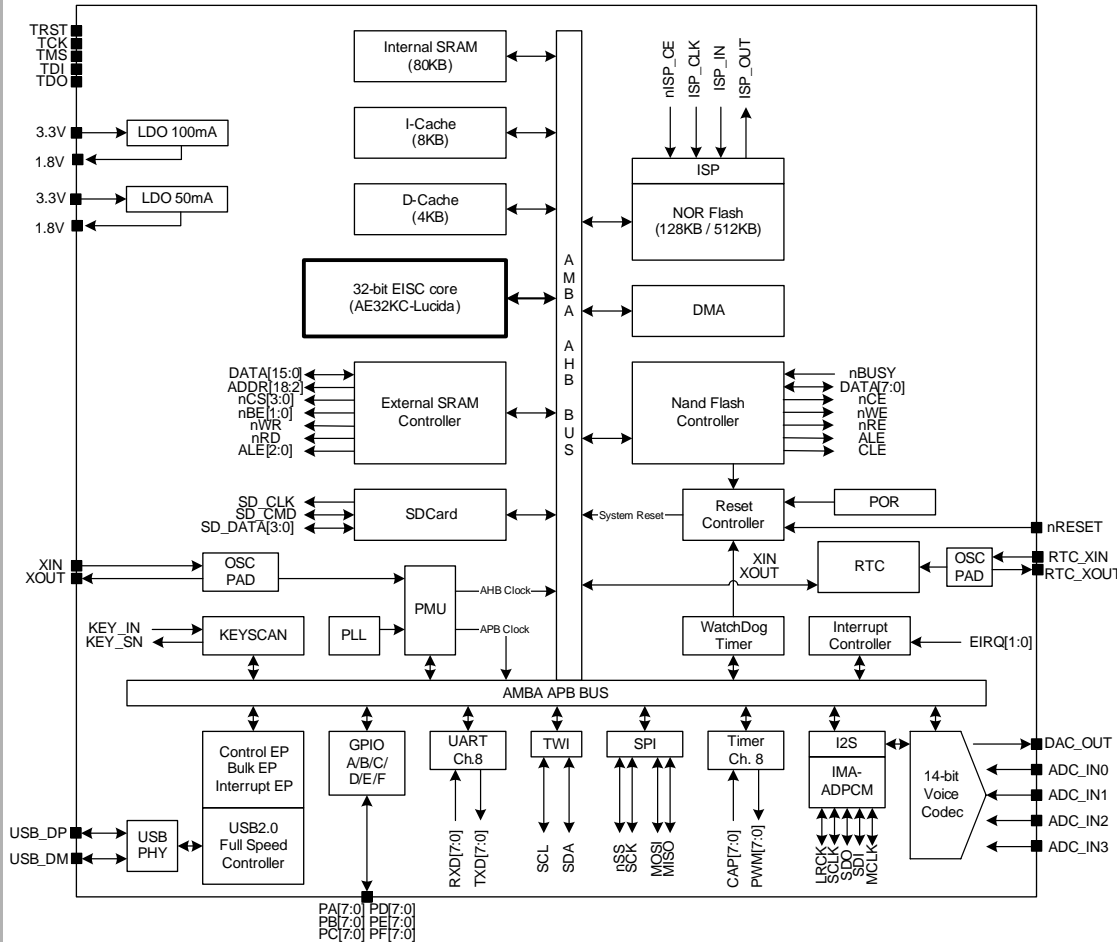 TRST
TCK
TMS
TDI
TDO
3.3V
LDO 100mA
1.8V
3.3V
LDO 50mA
1.8V
Internal SRAM
(80KB)
I-Cache
(8KB)
D-Cache
(4KB)
32-bit EISC core
(AE32KC-Lucida)
DATA[15:0]
ADDR[18:2]
nCS[3:0]
nBE[1:0]
nWR
nRD
ALE[2:0]
External SRAM
Controller
SD_CLK
SD_CMD
SD_DATA[3:0]
SDCard
AMBA AHB BUS
nISP_CE
ISP_CLK
ISP_IN
ISP_OUT
ISP
NOR Flash
(128KB / 512KB)
DMA
Nand Flash
Controller
nBUSY
DATA[7:0]
nCE
nWE
nRE
ALE
CLE
System Reset
Reset
Controller
POR
nRESET
XIN
XOUT
RTC
OSC
PAD
RTC_XIN
RTC_XOUT
XIN
XOUT
OSC
PAD
PMU
AHB Clock
APB Clock
KEY_IN
KEY_SN
KEYSCAN
PLL
WatchDog
Timer
Interrupt
Controller
EIRQ[1:0]
AMBA APB BUS
Control EP
Bulk EP
Interrupt EP
USB2.0
Full Speed
Controller
USB_DP
USB_DM
USB
PHY
GPIO
A/B/C/
D/E/F
PA[7:0] PD[7:0]
PB[7:0] PE[7:0]
PC[7:0] PF[7:0]
UART
Ch.8
RXD[7:0]
TXD[7:0]
TWI
SCL
SDA
SPI
nSS
SCK
MOSI
MISO
Timer
Ch. 8
CAP[7:0]
PWM[7:0]
I2S
IMA-
ADPCM
LRCK
SCLK
SDO
SDI
MCLK
14-bit
Voice
Codec
DAC_OUT
ADC_IN0
ADC_IN1
ADC_IN2
ADC_IN3